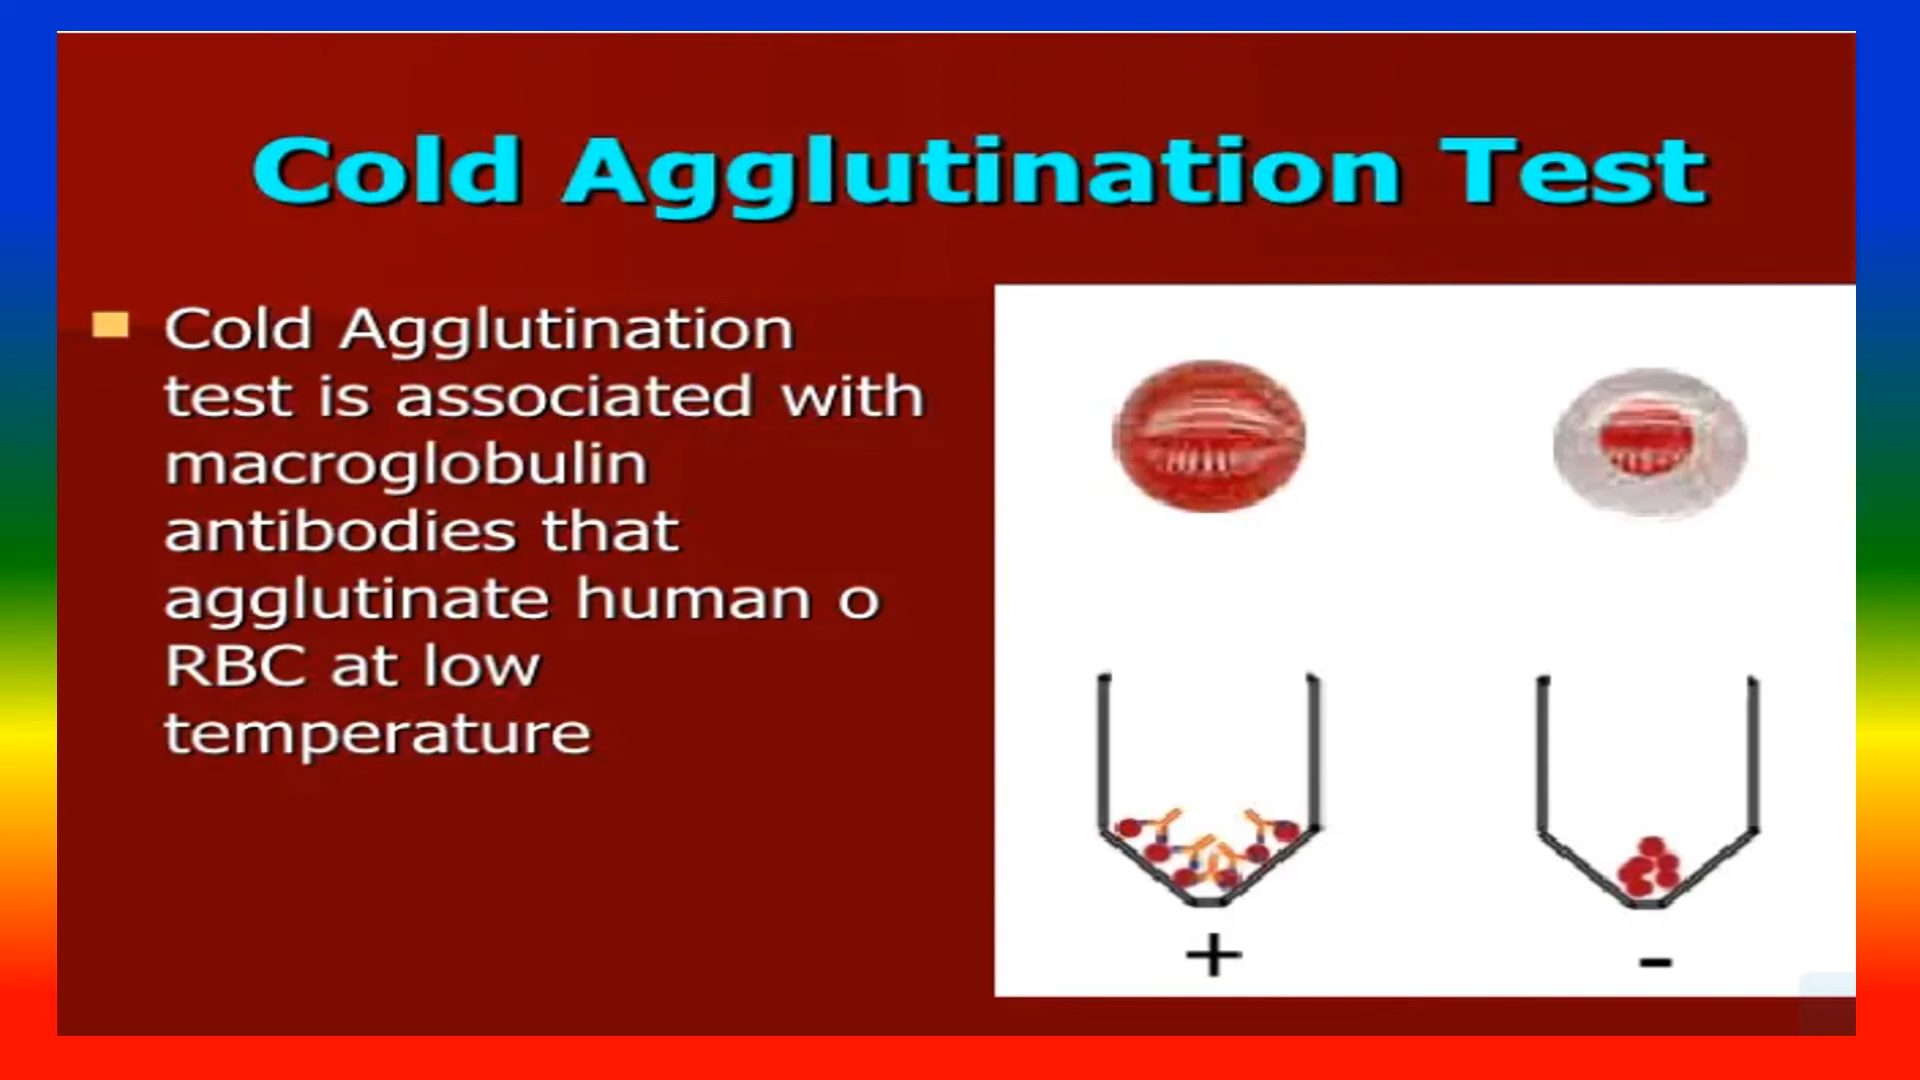 Cold Agglutination Test
Cold Agglutination
test is associated with
macroglobulin
antibodies that
agglutinate human o
RBC at low
temperature
+
-